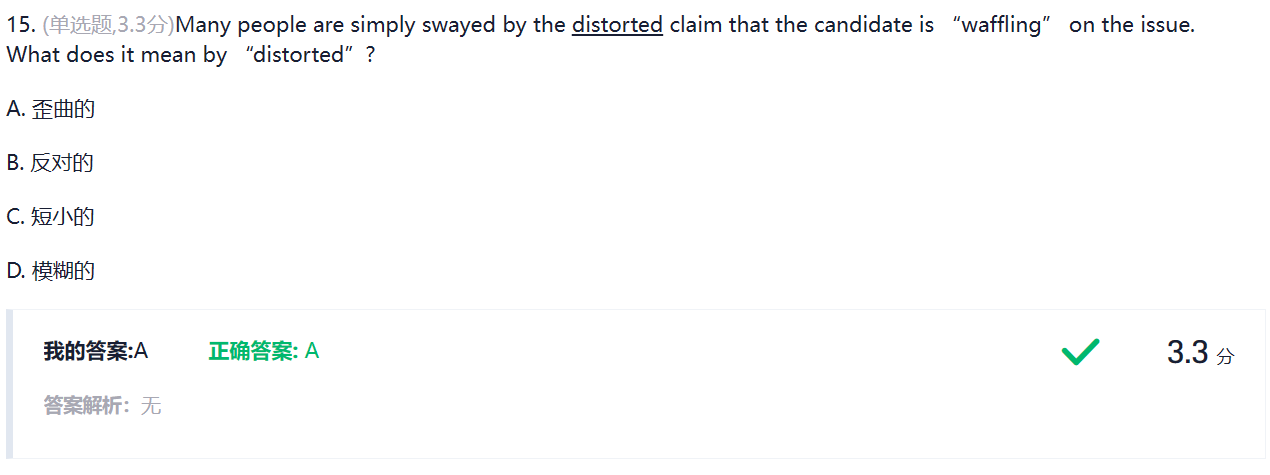 15. (单选题,3.3分)Many people are simply swayed by the distorted claim that the candidate is “waffling” on the issue.
What does it mean by “distorted”?
A. 歪曲的
B. 反对的
C. 短小的
D. 模糊的
我的答案:A 正确答案: A 3.3 分
答案解析：无